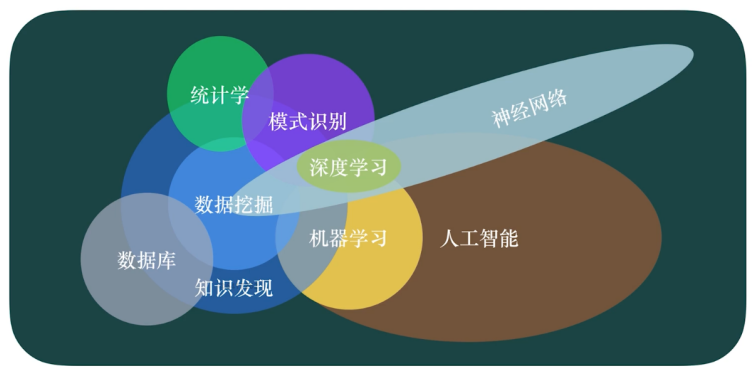 统计学
模式识别
神经网络
深度学习
数据挖掘
机器学习
人工智能
数据库
知识发现